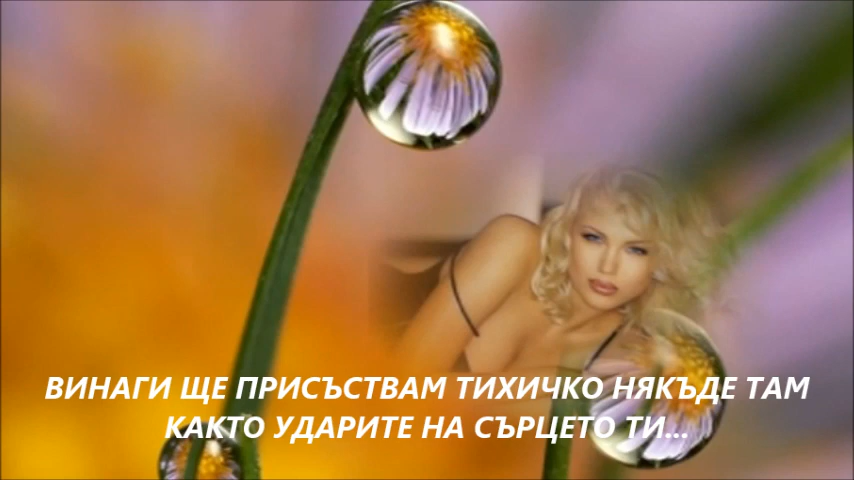 ВИНАГИ ЩЕ ПРИСЪСТВАМ ТИХИЧКО НЯКЪДЕ ТАМ
КАКТО УДАРИТЕ НА СЪРЦЕТО ТИ...